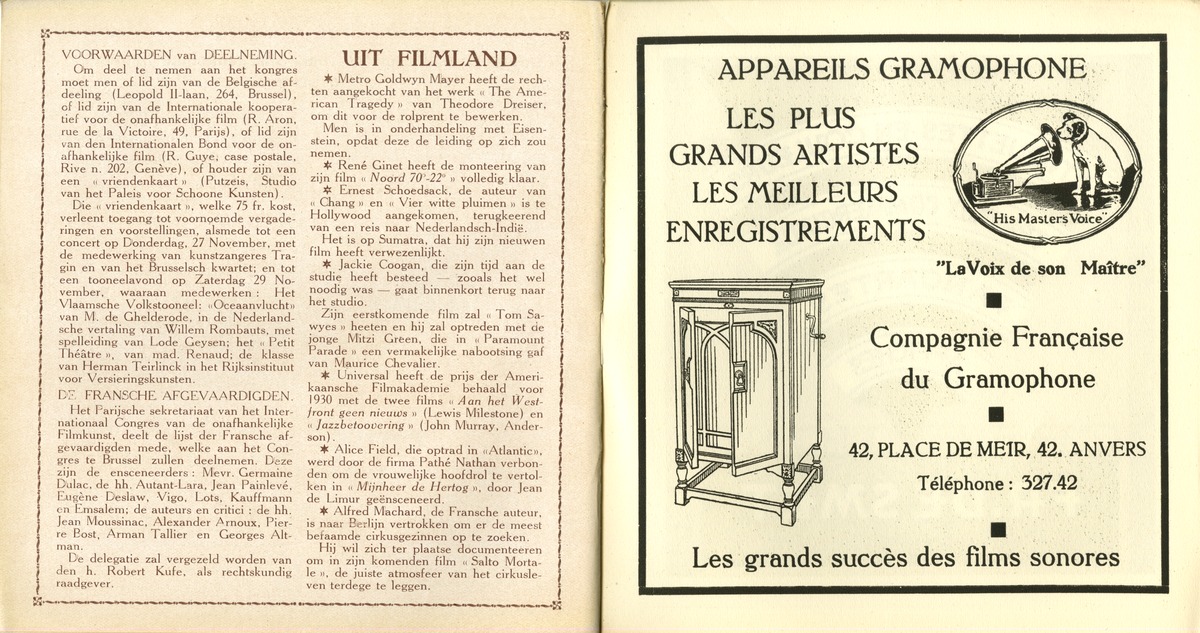 VOORWAARDEN van DEELNEMING.
Om deel te nemen aan het kongres
moet men of lid zijn van de Belgische af-
deeling (Leopold II-laan, 264, Brussel),
of lid zijn van de Internationale koopera-
tief voor de onafhankelijke film (R. Aron,
rue de la Victoire, 49, Parijs), of lid zijn
van den Internationalen Bond voor de on-
afhankelijke film (R. Guye, case postale,
Rive n. 202, Genève), of houder zijn van
een « vriendenkaart » (Putzeis, Studio
van het Paleis voor Schoone Kunsten).
Die « vriendenkaart », welke 75 fr. kost,
verleent toegang tot voornoemde vergade-
ringen en voorstellingen, alsmede tot een
concert op Donderdag, 27 November, met
de medewerking van kunstzangeres Tra-
gin en van het Brusselsch kwartet; en tot
een tooneelavond op Zaterdag 29 No-
vember, waaraan medewerken : Het
Vlaamsche Volkstooneel: «Oceaanvlucht»
van M. de Ghelderode, in de Nederland-
sche vertaling van Willem Rombauts, met
spelleiding van Lode Geysen; het « Petit
Théâtre », van mad. Renaud; de klasse
van Herman Teirlinck in het Rijksinstituut
voor Versieringskunsten.
DE FRANSCHE AFGEVAARDIGDEN.
Het Parijsche sekretariaat van het Inter-
nationaal Congres van de onafhankelijke
Filmkunst, deelt de lijst der Fransche af-
gevaardigden mede, welke aan het Con-
gres te Brussel zullen deelnemen. Deze
zijn de ensceneerders : Mevr. Germaine
Dulac, de hh. Autant-Lara, Jean Painlevé,
Eugène Deslaw, Vigo, Lots, Kauffmann
en Emsalem; de auteurs en critici : de hh.
Jean Moussinac, Alexander Arnoux, Pier-
re Bost, Arman Tallier en Georges Alt-
man.
De delegatie zal vergezeld worden van
den h. Robert Kufe, als rechtskundig
raadgever.
UIT FILMLAND
✶ Metro Goldwyn Mayer heeft de rech-
ten aangekocht van het werk « The Ame-
rican Tragedy » van Theodore Dreiser,
om dit voor de rolprent te bewerken.
Men is in onderhandeling met Eisen-
stein, opdat deze de leiding op zich zou
nemen.
✶ René Ginet heeft de monteering van
zijn film « Noord 70°-22° » volledig klaar.
✶ Ernest Schoedsack, de auteur van
« Chang » en « Vier witte pluimen » is te
Hollywood aangekomen, terugkeerend
van een reis naar Nederlandsch-Indië.
Het is op Sumatra, dat hij zijn nieuwen
film heeft verwezenlijkt.
✶ Jackie Coogan, die zijn tijd aan de
studie heeft besteed — zooals het wel
noodig was — gaat binnenkort terug naar
het studio.
Zijn eerstkomende film zal « Tom Sa-
wyes » heeten en hij zal optreden met de
jonge Mitzi Green, die in « Paramount
Parade » een vermakelijke nabootsing gaf
van Maurice Chevalier.
✶ Universal heeft de prijs der Ameri-
kaansche Filmakademie behaald voor
1930 met de twee films « Aan het West-
front geen nieuws » (Lewis Milestone) en
« Jazzbetoovering » (John Murray, Ander-
son).
✶ Alice Field, die optrad in «Atlantic»,
werd door de firma Pathé Nathan verbon-
den om de vrouwelijke hoofdrol te vertol-
ken in « Mijnheer de Hertog », door Jean
de Limur geënsceneerd.
✶ Alfred Machard, de Fransche auteur,
is naar Berlijn vertrokken om er de meest
befaamde cirkusgezinnen op te zoeken.
Hij wil zich ter plaatse documenteeren
om in zijn komenden film « Salto Morta-
le », de juiste atmosfeer van het cirkusle-
ven terdege te leggen.
APPAREILS GRAMOPHONE
LES PLUS
GRANDS ARTISTES
LES MEILLEURS
ENREGISTREMENTS
"His Master's Voice"
"La Voix de son Maître"
Compagnie Française
du Gramophone
42, PLACE DE MEIR, 42. ANVERS
Téléphone : 327.42
Les grands succès des films sonores